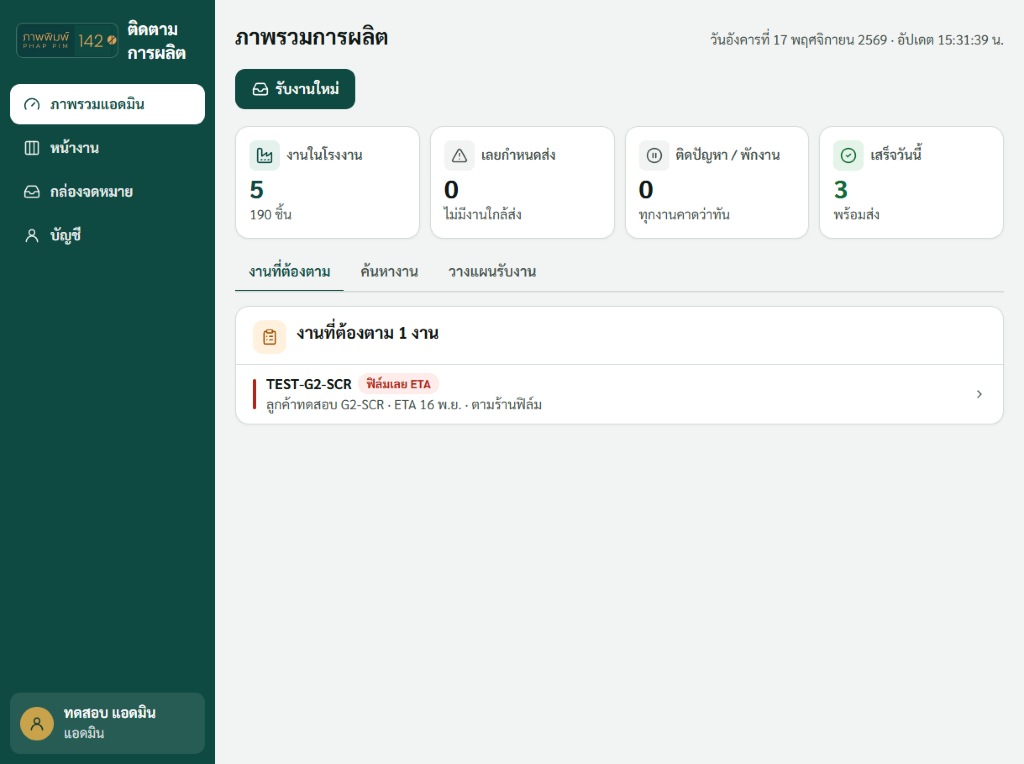 ภาพพิมพ์
PHAP PIM
142
ติดตาม
การผลิต
ภาพรวมแอดมิน
หน้างาน
กล่องจดหมาย
บัญชี
ทดสอบ แอดมิน
แอดมิน
ภาพรวมการผลิต
วันอังคารที่ 17 พฤศจิกายน 2569 · อัปเดต 15:31:39 น.
รับงานใหม่
งานในโรงงาน
5
190 ชิ้น
เลยกำหนดส่ง
0
ไม่มีงานใกล้ส่ง
ติดปัญหา / พักงาน
0
ทุกงานคาดว่าทัน
เสร็จวันนี้
3
พร้อมส่ง
งานที่ต้องตาม
ค้นหางาน
วางแผนรับงาน
งานที่ต้องตาม 1 งาน
TEST-G2-SCR ฟิล์มเลย ETA
ลูกค้าทดสอบ G2-SCR · ETA 16 พ.ย. · ตามร้านฟิล์ม